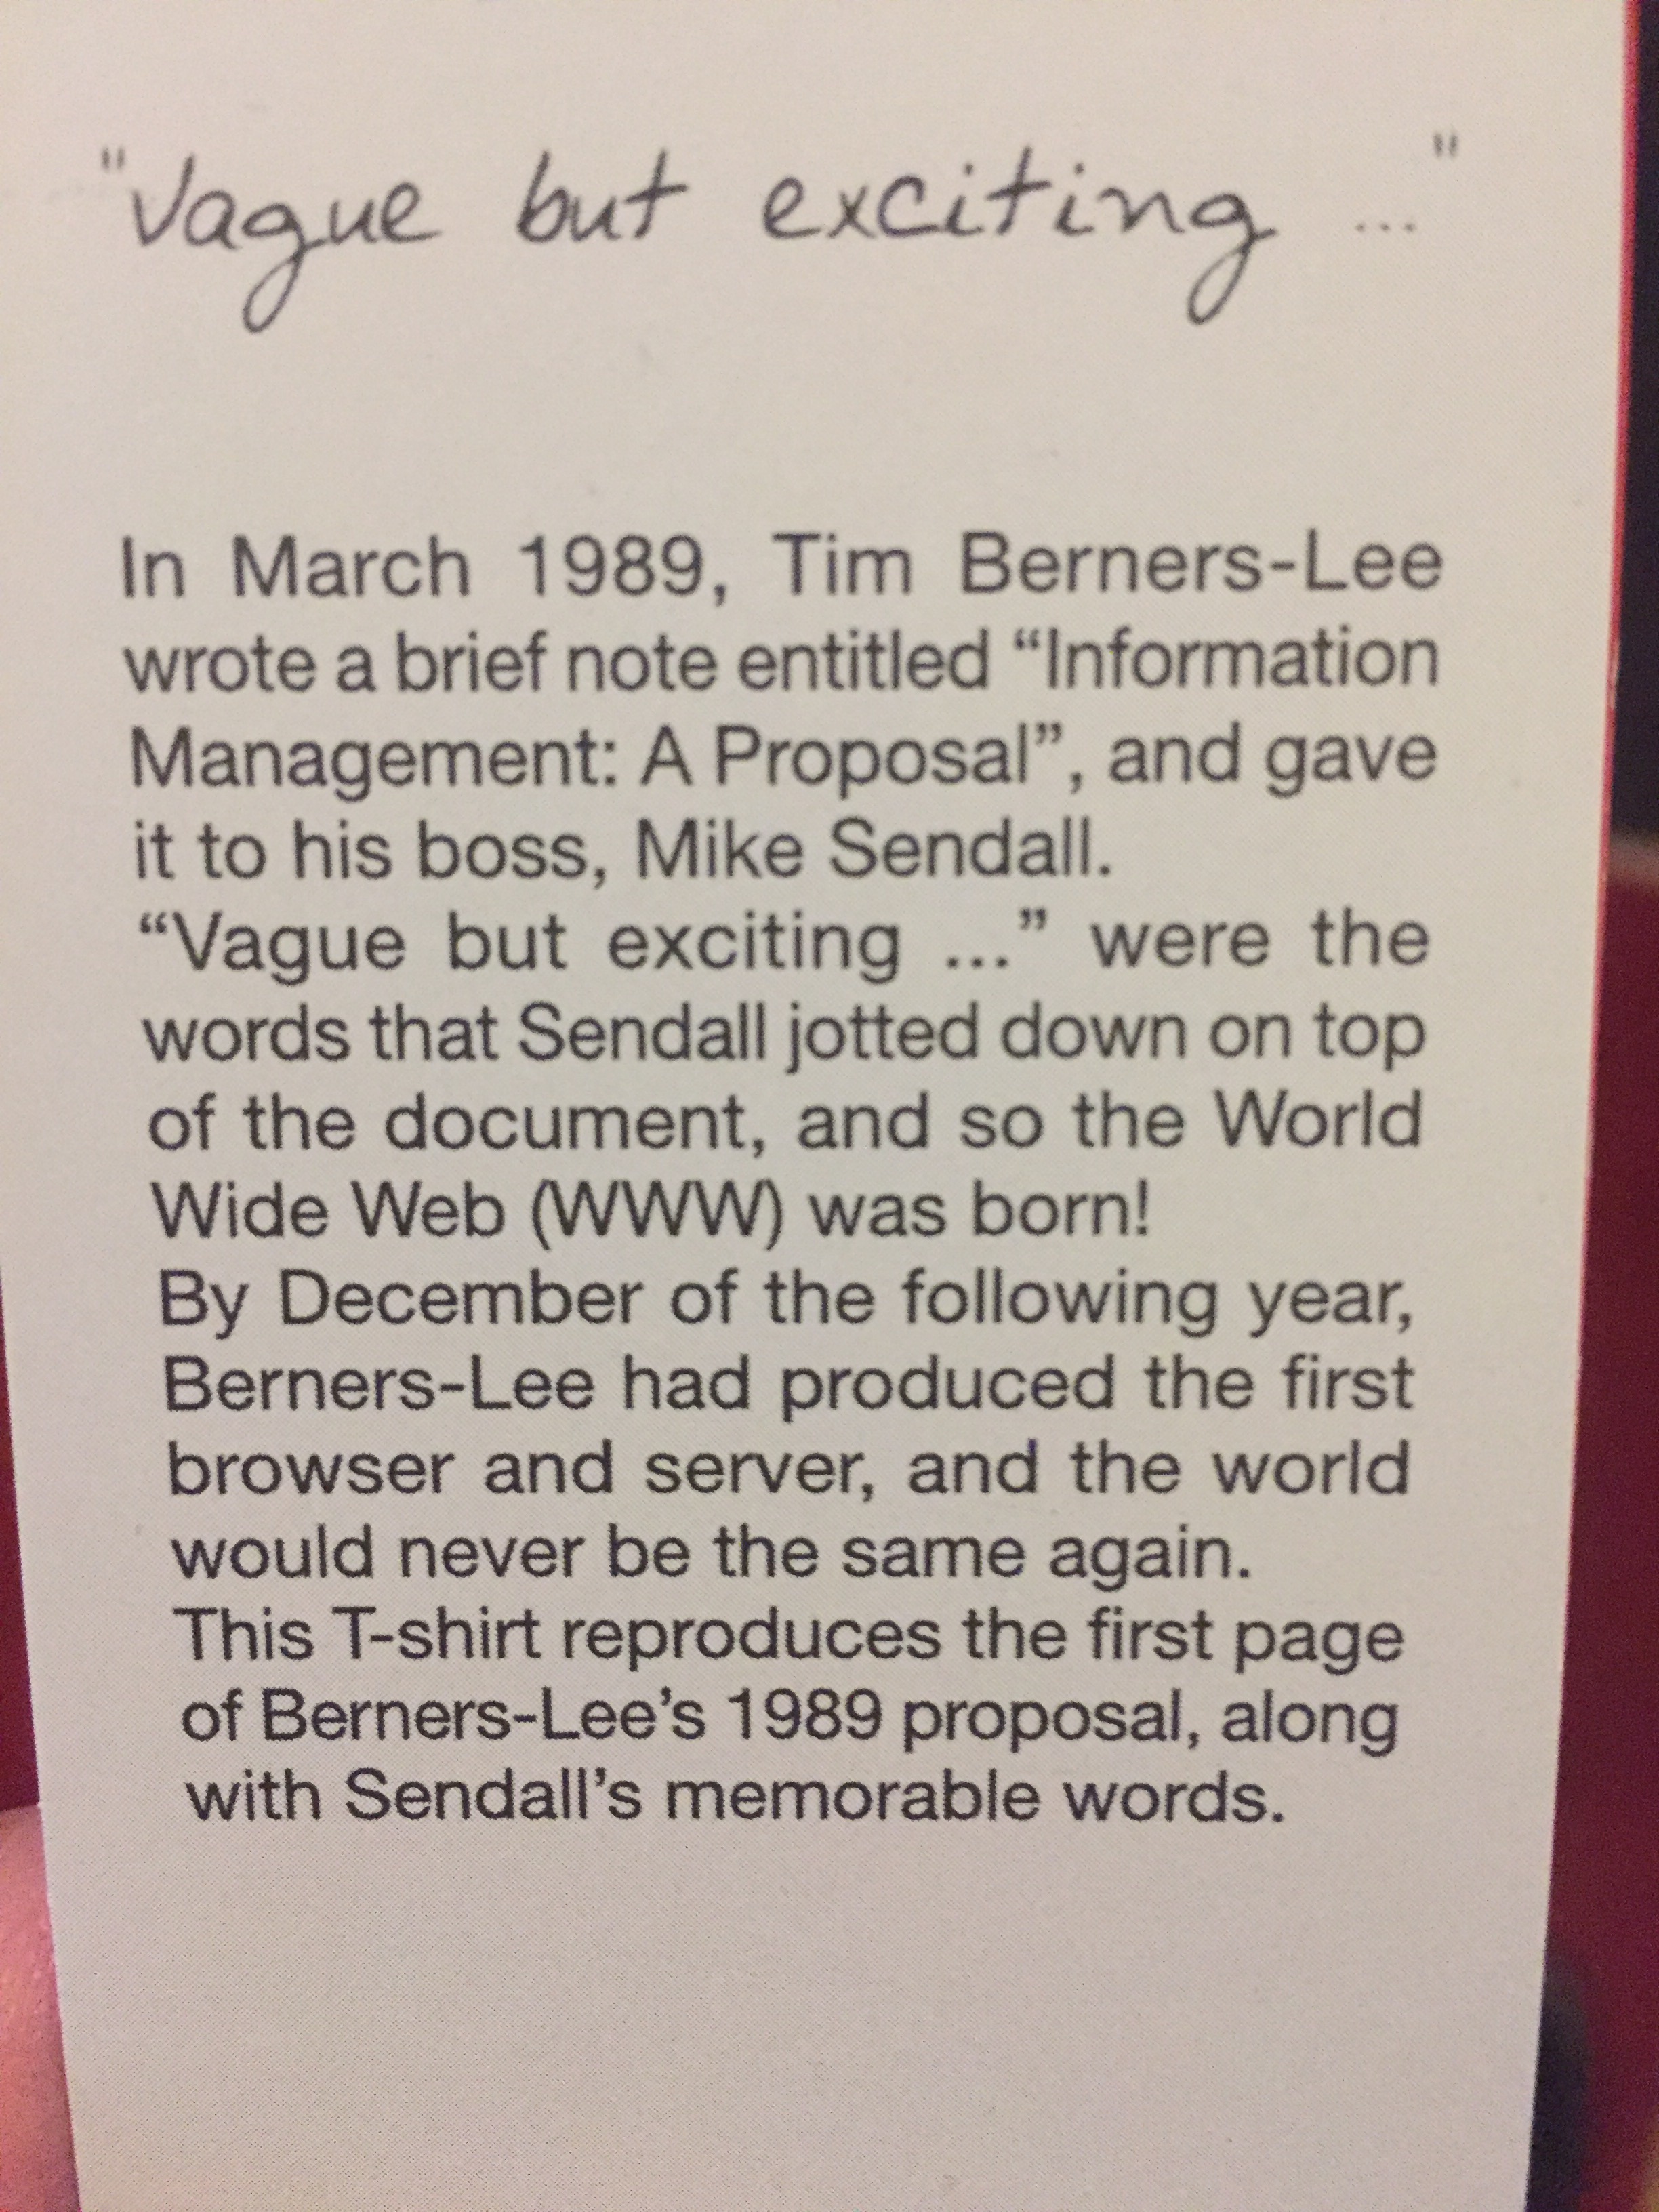 "Vague but exciting ..."
In March 1989, Tim Berners-Lee
wrote a brief note entitled “Information
Management: A Proposal”, and gave
it to his boss, Mike Sendall.
“Vague but exciting ...” were the
words that Sendall jotted down on top
of the document, and so the World
Wide Web (WWW) was born!
By December of the following year,
Berners-Lee had produced the first
browser and server, and the world
would never be the same again.
This T-shirt reproduces the first page
of Berners-Lee’s 1989 proposal, along
with Sendall’s memorable words.